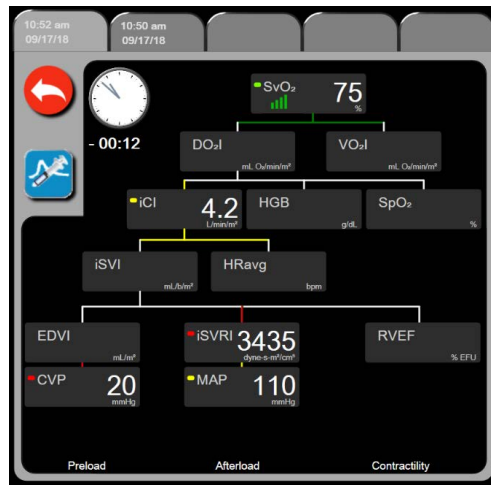 10:52 am
09/17/18
10:50 am
09/17/18
- 00:12
SvO₂
75
%
DO₂I
mL O₂/min/m²
VO₂I
mL O₂/min/m²
iCI
4.2
L/min/m²
HGB
g/dL
SpO₂
%
iSVI
mL/b/m²
HRavg
bpm
EDVI
mL/m²
iSVRI
3435
dyne-s-m²/cm⁵
RVEF
% EFU
CVP
20
mmHg
MAP
110
mmHg
Preload
Afterload
Contractility